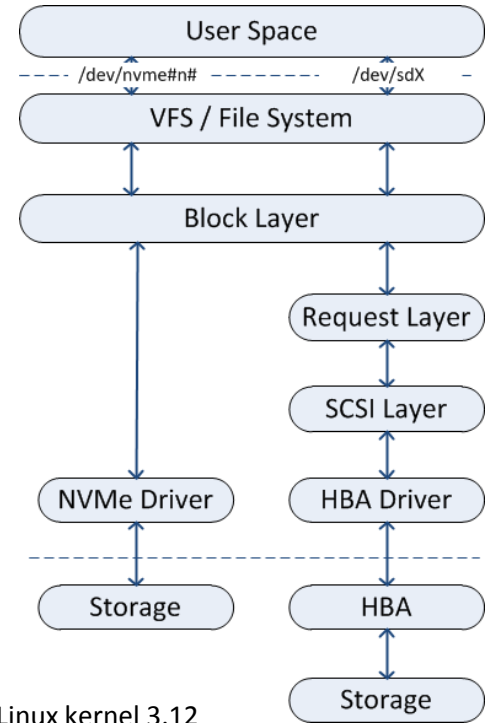 User Space
/dev/nvme#n# /dev/sdX
VFS / File System
Block Layer
Request Layer
SCSI Layer
NVMe Driver HBA Driver
Storage HBA
Storage
Linux kernel 3.12